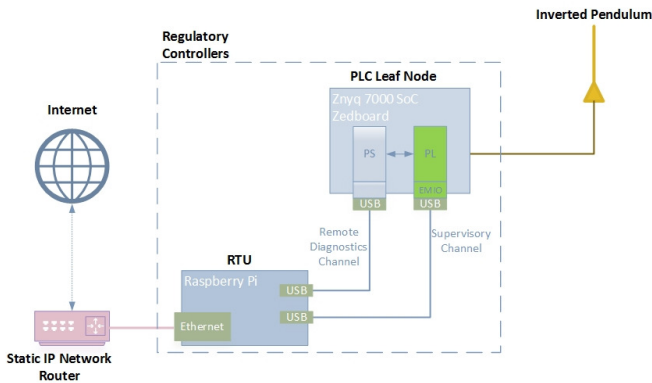 Inverted Pendulum
Regulatory
Controllers
PLC Leaf Node
Znyq 7000 SoC
Zedboard
Internet
PS
PL
EMIO
USB
USB
Remote
Diagnostics
Channel
Supervisory
Channel
RTU
Raspberry Pi
USB
USB
Ethernet
Static IP Network
Router